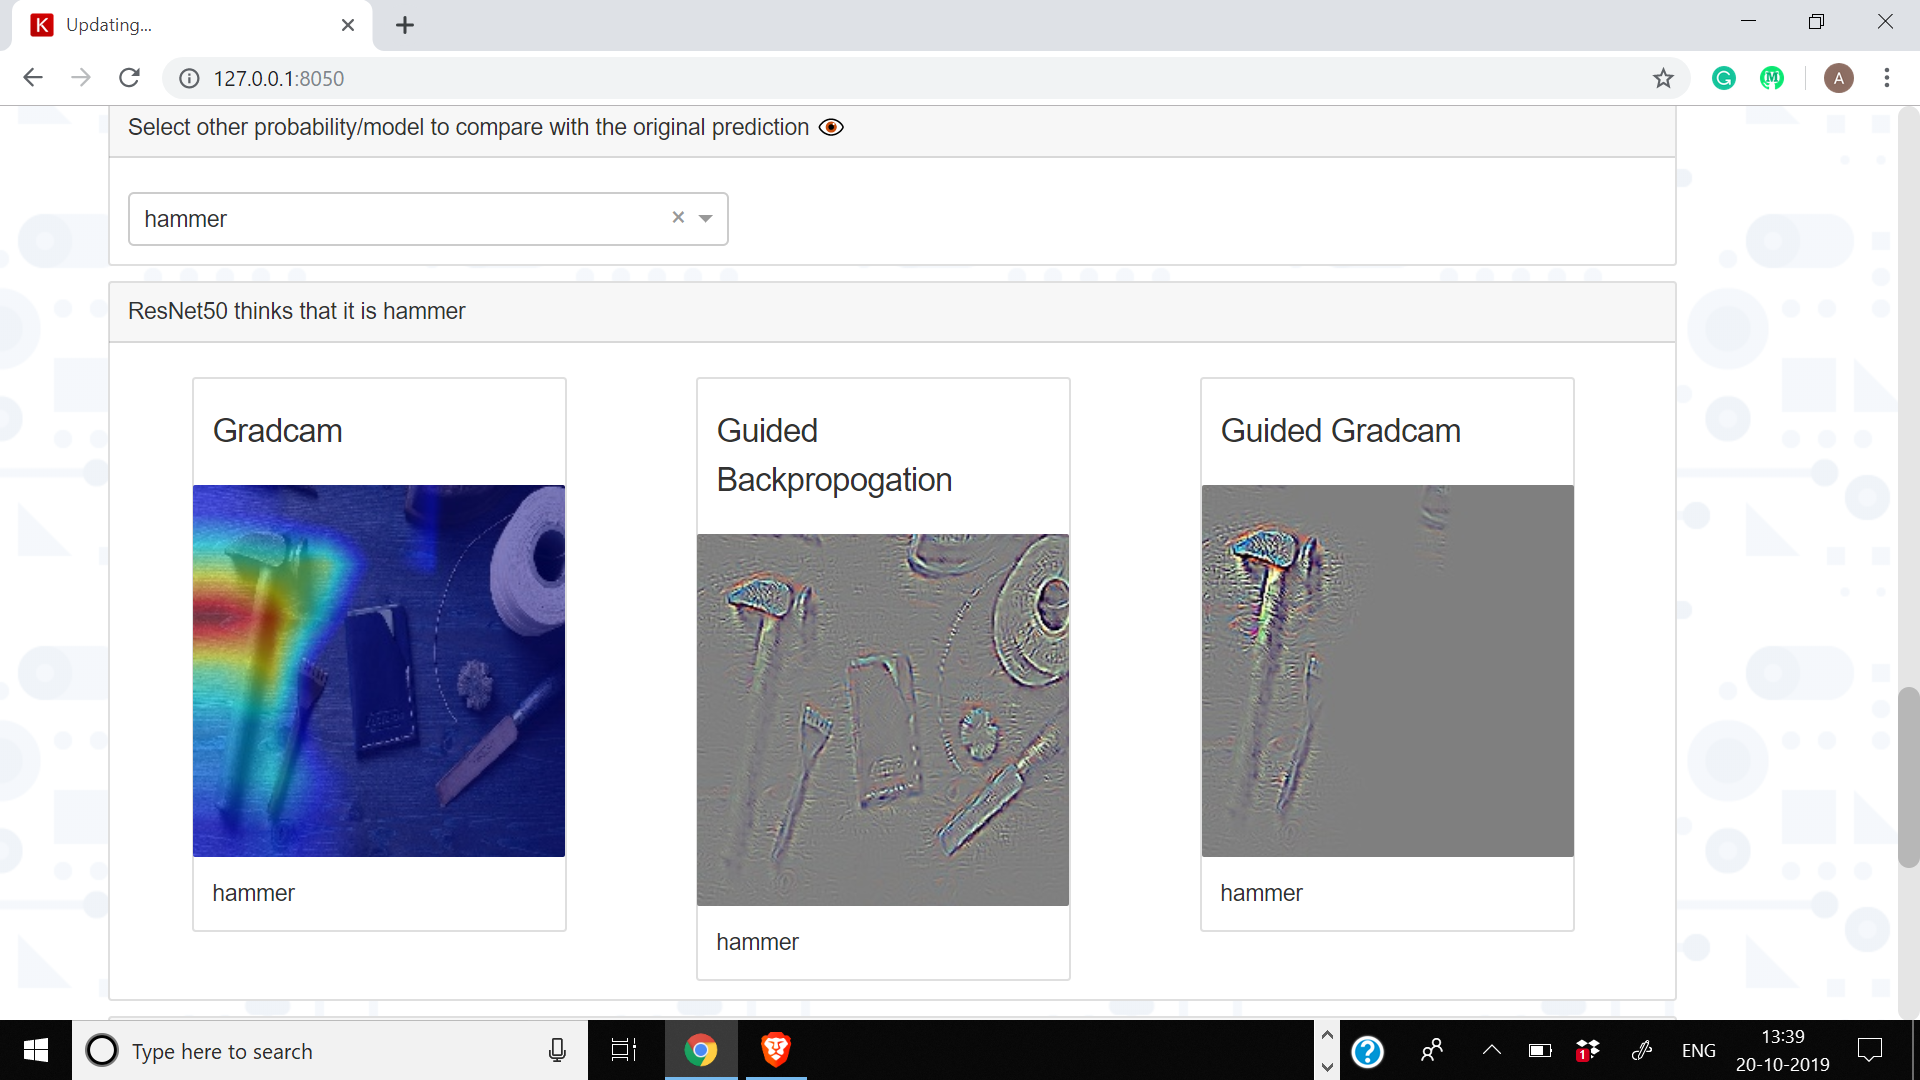 K Updating...
127.0.0.1:8050
G
M
A
Select other probability/model to compare with the original prediction
hammer
ResNet50 thinks that it is hammer
Gradcam
Guided
Backpropogation
Guided Gradcam
hammer
hammer
hammer
Type here to search
?
1
ENG
13:39
20-10-2019